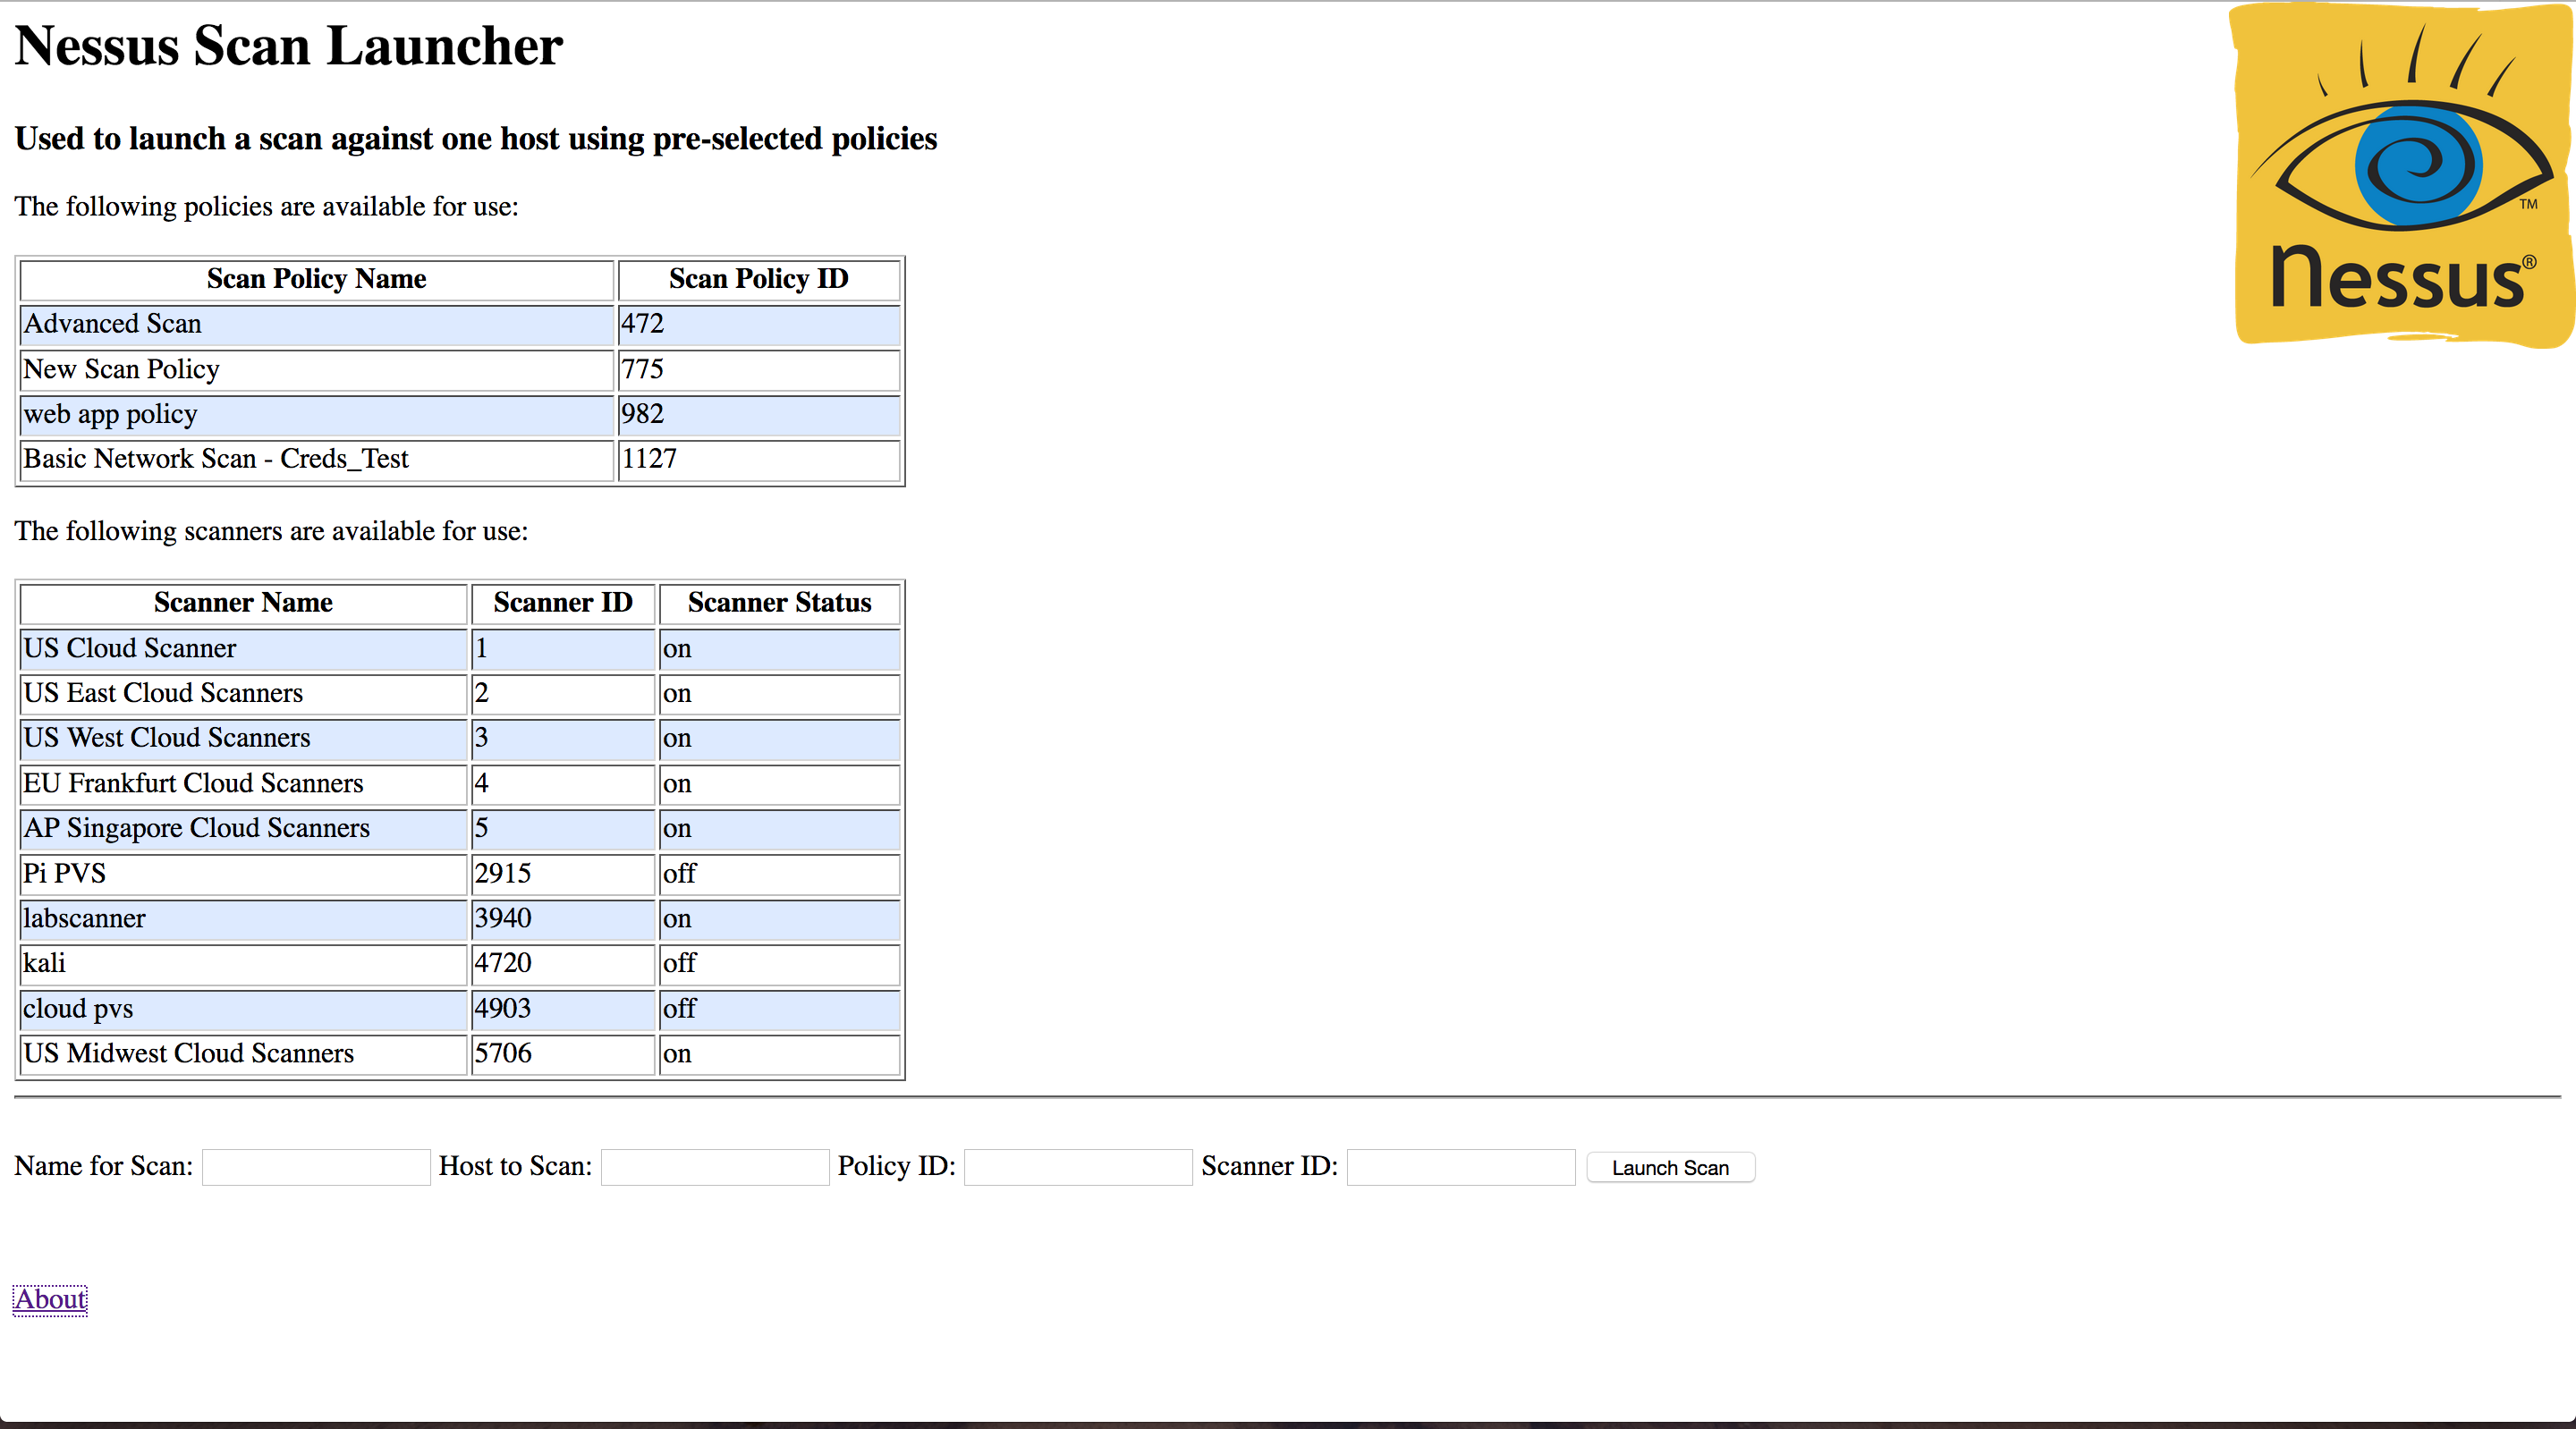 Nessus Scan Launcher
TM
nessus®
Used to launch a scan against one host using pre-selected policies
The following policies are available for use:
Scan Policy Name Scan Policy ID
Advanced Scan 472
New Scan Policy 775
web app policy 982
Basic Network Scan - Creds_Test 1127
The following scanners are available for use:
Scanner Name Scanner ID Scanner Status
US Cloud Scanner 1 on
US East Cloud Scanners 2 on
US West Cloud Scanners 3 on
EU Frankfurt Cloud Scanners 4 on
AP Singapore Cloud Scanners 5 on
Pi PVS 2915 off
labscanner 3940 on
kali 4720 off
cloud pvs 4903 off
US Midwest Cloud Scanners 5706 on
Name for Scan: Host to Scan: Policy ID: Scanner ID: Launch Scan
About